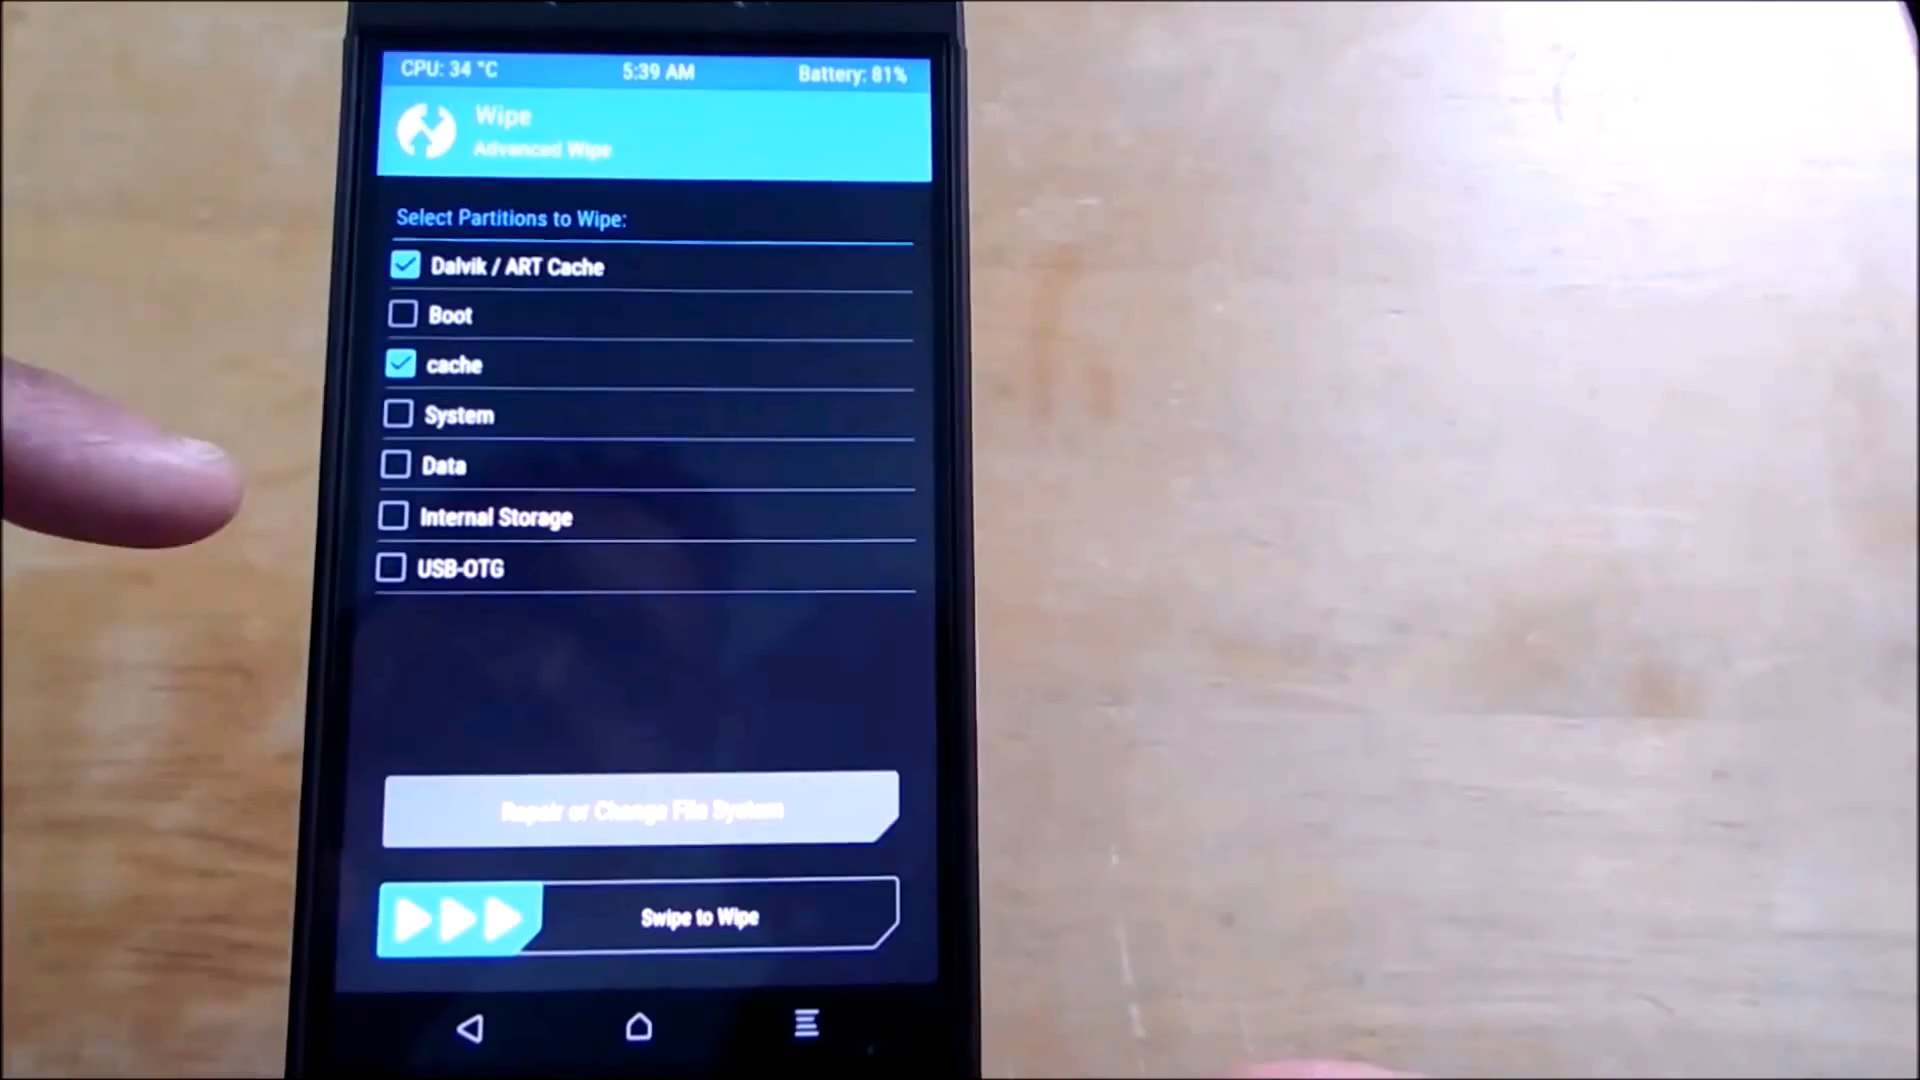 CPU: 34 °C 5:39 AM Battery: 81%
Wipe
Advanced Wipe
Select Partitions to Wipe:
Dalvik / ART Cache
Boot
cache
System
Data
Internal Storage
USB-OTG
Repair or Change File System
Swipe to Wipe